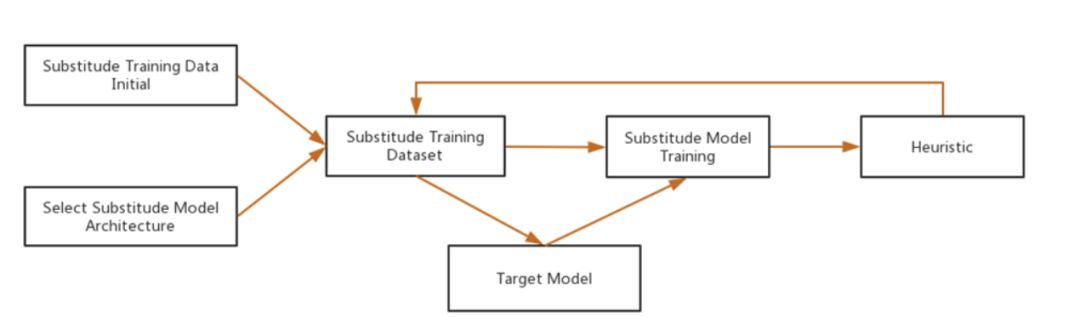 Substitude Training Data
Initial
Select Substitude Model
Architecture
Substitude Training
Dataset
Substitude Model
Training
Heuristic
Target Model